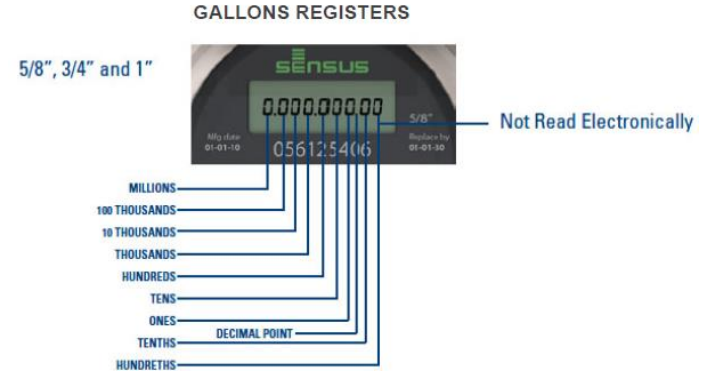 GALLONS REGISTERS
5/8", 3/4" and 1"
sensus
0.000.000.00
5/8"
Not Read Electronically
Mfg date
01-01-10
056125406
Replace by
01-01-30
MILLIONS
100 THOUSANDS
10 THOUSANDS
THOUSANDS
HUNDREDS
TENS
ONES
DECIMAL POINT
TENTHS
HUNDRETHS